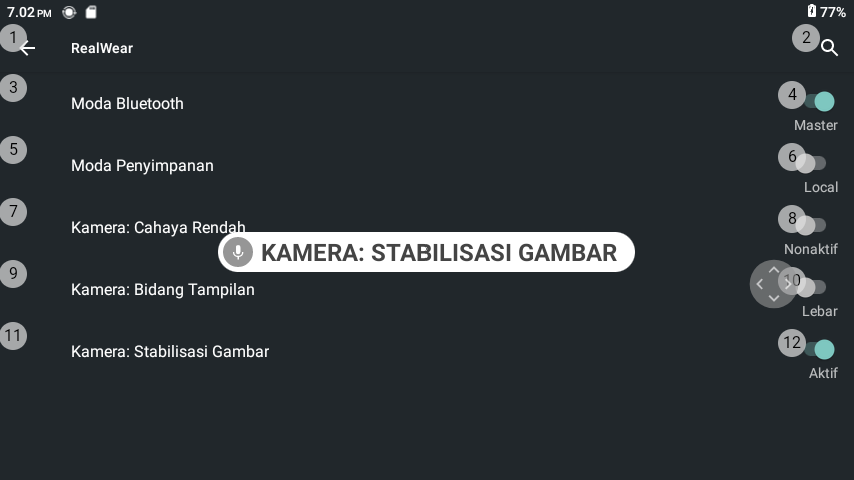 7.02 PM
77%
1
RealWear
2
3
Moda Bluetooth
4
Master
5
Moda Penyimpanan
6
Local
7
Kamera: Cahaya Rendah
8
Nonaktif
KAMERA: STABILISASI GAMBAR
9
Kamera: Bidang Tampilan
10
Lebar
11
Kamera: Stabilisasi Gambar
12
Aktif